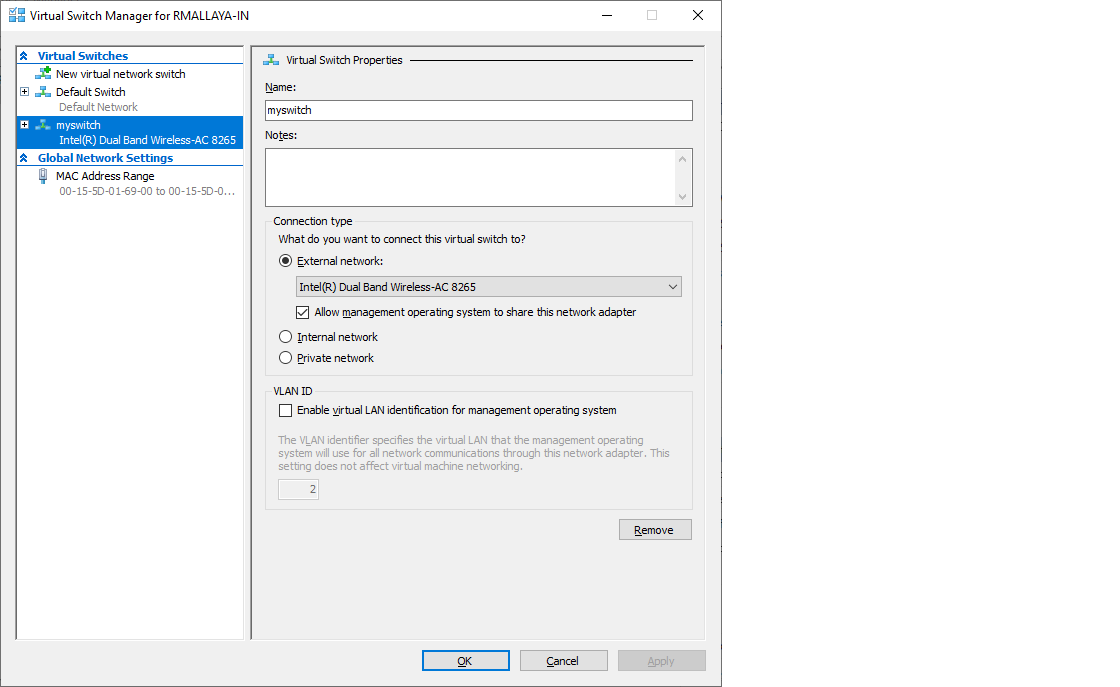 Virtual Switch Manager for RMALLAYA-IN
Virtual Switches
New virtual network switch
Default Switch
Default Network
myswitch
Intel(R) Dual Band Wireless-AC 8265
Global Network Settings
MAC Address Range
00-15-5D-01-69-00 to 00-15-5D-0...
Virtual Switch Properties
Name:
myswitch
Notes:
Connection type
What do you want to connect this virtual switch to?
External network:
Intel(R) Dual Band Wireless-AC 8265
Allow management operating system to share this network adapter
Internal network
Private network
VLAN ID
Enable virtual LAN identification for management operating system
The VLAN identifier specifies the virtual LAN that the management operating
system will use for all network communications through this network adapter. This
setting does not affect virtual machine networking.
2
Remove
OK
Cancel
Apply